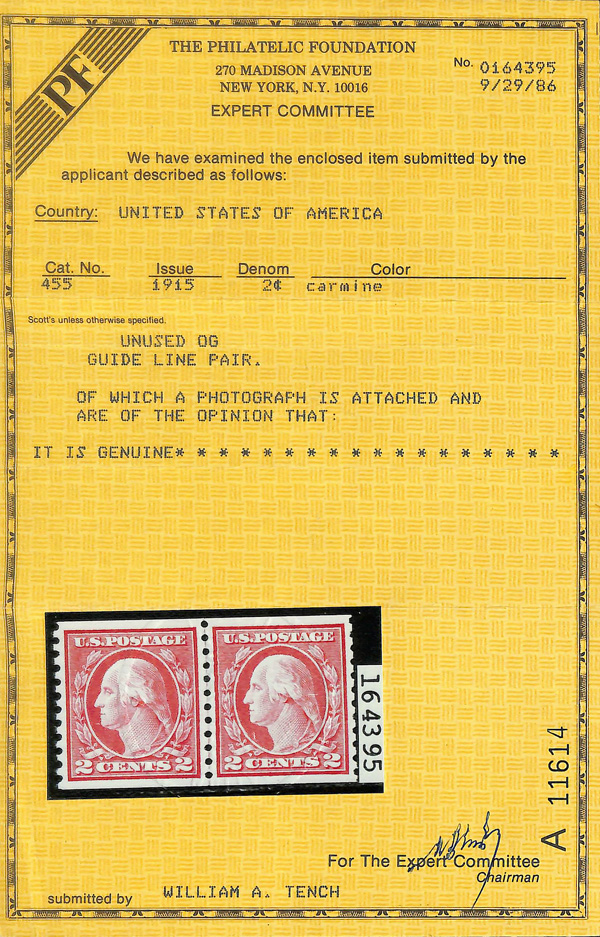 PF
THE PHILATELIC FOUNDATION
270 MADISON AVENUE
NEW YORK, N.Y. 10016
EXPERT COMMITTEE
No. 0164395
9/29/86
We have examined the enclosed item submitted by the
applicant described as follows:
Country: UNITED STATES OF AMERICA
Cat. No. Issue Denom Color
455 1915 2¢ carmine
Scott's unless otherwise specified.
UNUSED OG
GUIDE LINE PAIR.
OF WHICH A PHOTOGRAPH IS ATTACHED AND
ARE OF THE OPINION THAT:
IT IS GENUINE* * * * * * * * * * * * * * * * * *
U.S. POSTAGE U.S. POSTAGE
2 CENTS 2 2 CENTS 2
164395
A 11614
For The Expert Committee
Chairman
submitted by WILLIAM A. TENCH